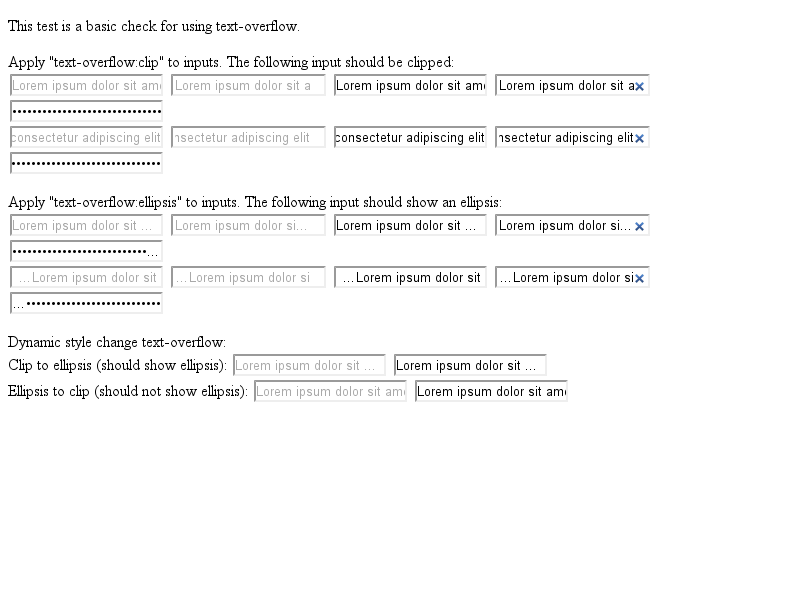 This test is a basic check for using text-overflow.
Apply "text-overflow:clip" to inputs. The following input should be clipped:
Lorem ipsum dolor sit am Lorem ipsum dolor sit a Lorem ipsum dolor sit am Lorem ipsum dolor sit a
••••••••••••••••••••••••••••••
consectetur adipiscing elit nsectetur adipiscing elit consectetur adipiscing elit nsectetur adipiscing elit
••••••••••••••••••••••••••••••
Apply "text-overflow:ellipsis" to inputs. The following input should show an ellipsis:
Lorem ipsum dolor sit ... Lorem ipsum dolor si... Lorem ipsum dolor sit ... Lorem ipsum dolor si...
•••••••••••••••••••••••••••...
...Lorem ipsum dolor sit ...Lorem ipsum dolor si ...Lorem ipsum dolor sit ...Lorem ipsum dolor si
...•••••••••••••••••••••••••••
Dynamic style change text-overflow:
Clip to ellipsis (should show ellipsis): Lorem ipsum dolor sit ... Lorem ipsum dolor sit ...
Ellipsis to clip (should not show ellipsis): Lorem ipsum dolor sit am Lorem ipsum dolor sit am